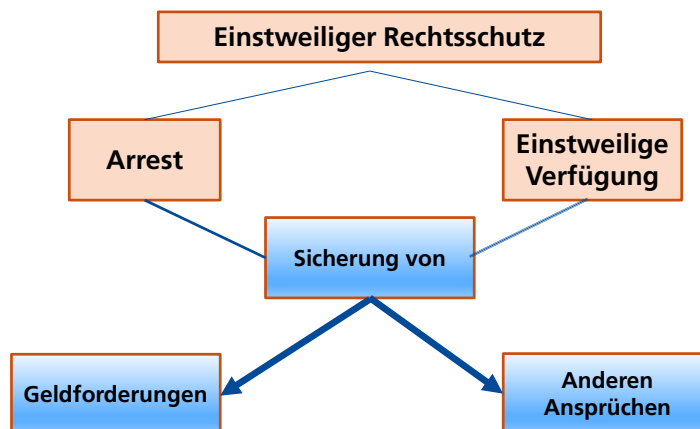 Einstweiliger Rechtsschutz
Arrest
Einstweilige
Verfügung
Sicherung von
Geldforderungen
Anderen
Ansprüchen